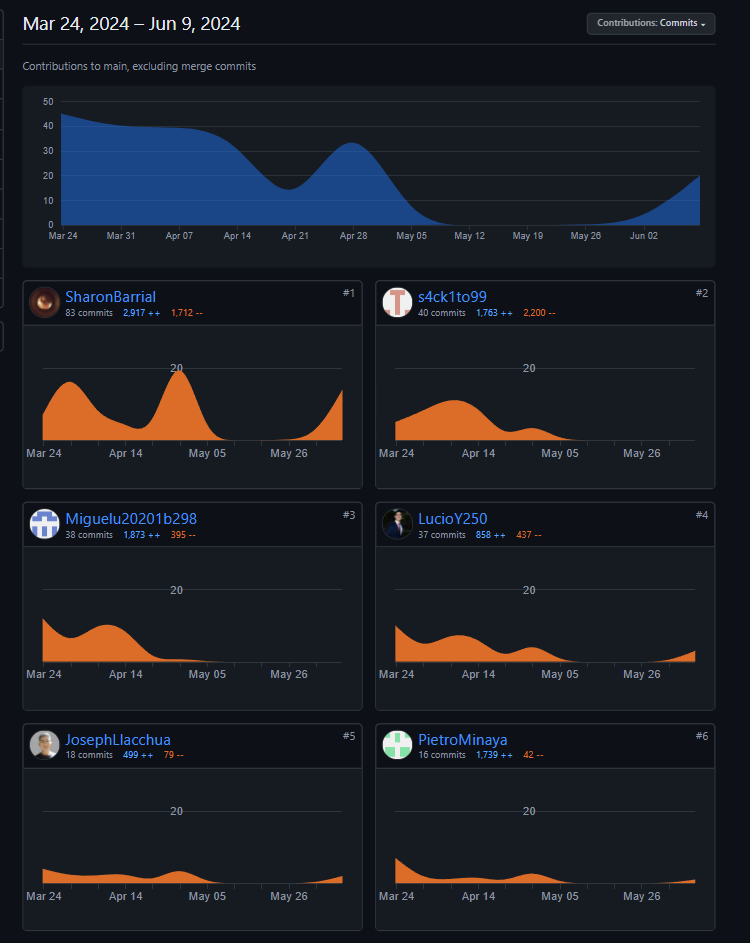 Mar 24, 2024 – Jun 9, 2024
Contributions: Commits
Contributions to main, excluding merge commits
50
40
30
20
10
0
Mar 24 Mar 31 Apr 07 Apr 14 Apr 21 Apr 28 May 05 May 12 May 19 May 26 Jun 02
SharonBarrial #1
83 commits 2,917 ++ 1,712 --
20
Mar 24 Apr 14 May 05 May 26
s4ck1to99 #2
40 commits 1,763 ++ 2,200 --
20
Mar 24 Apr 14 May 05 May 26
Miguelu20201b298 #3
38 commits 1,873 ++ 395 --
20
Mar 24 Apr 14 May 05 May 26
LucioY250 #4
37 commits 858 ++ 437 --
20
Mar 24 Apr 14 May 05 May 26
JosephLlacchua #5
18 commits 499 ++ 79 --
20
Mar 24 Apr 14 May 05 May 26
PietroMinaya #6
16 commits 1,739 ++ 42 --
20
Mar 24 Apr 14 May 05 May 26